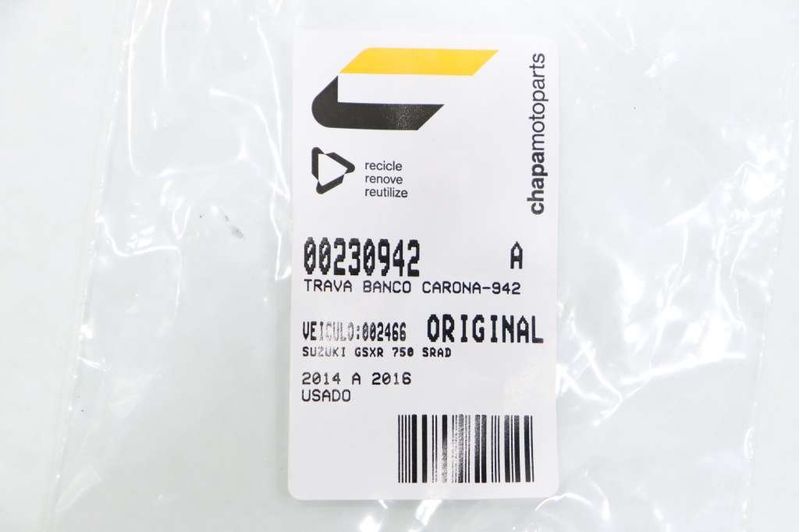 chapamotoparts
recicle
renove
reutilize
00230942 A
TRAVA BANCO CARONA-942
VEICULO:002466 ORIGINAL
SUZUKI GSXR 750 SRAD
2014 A 2016
USADO